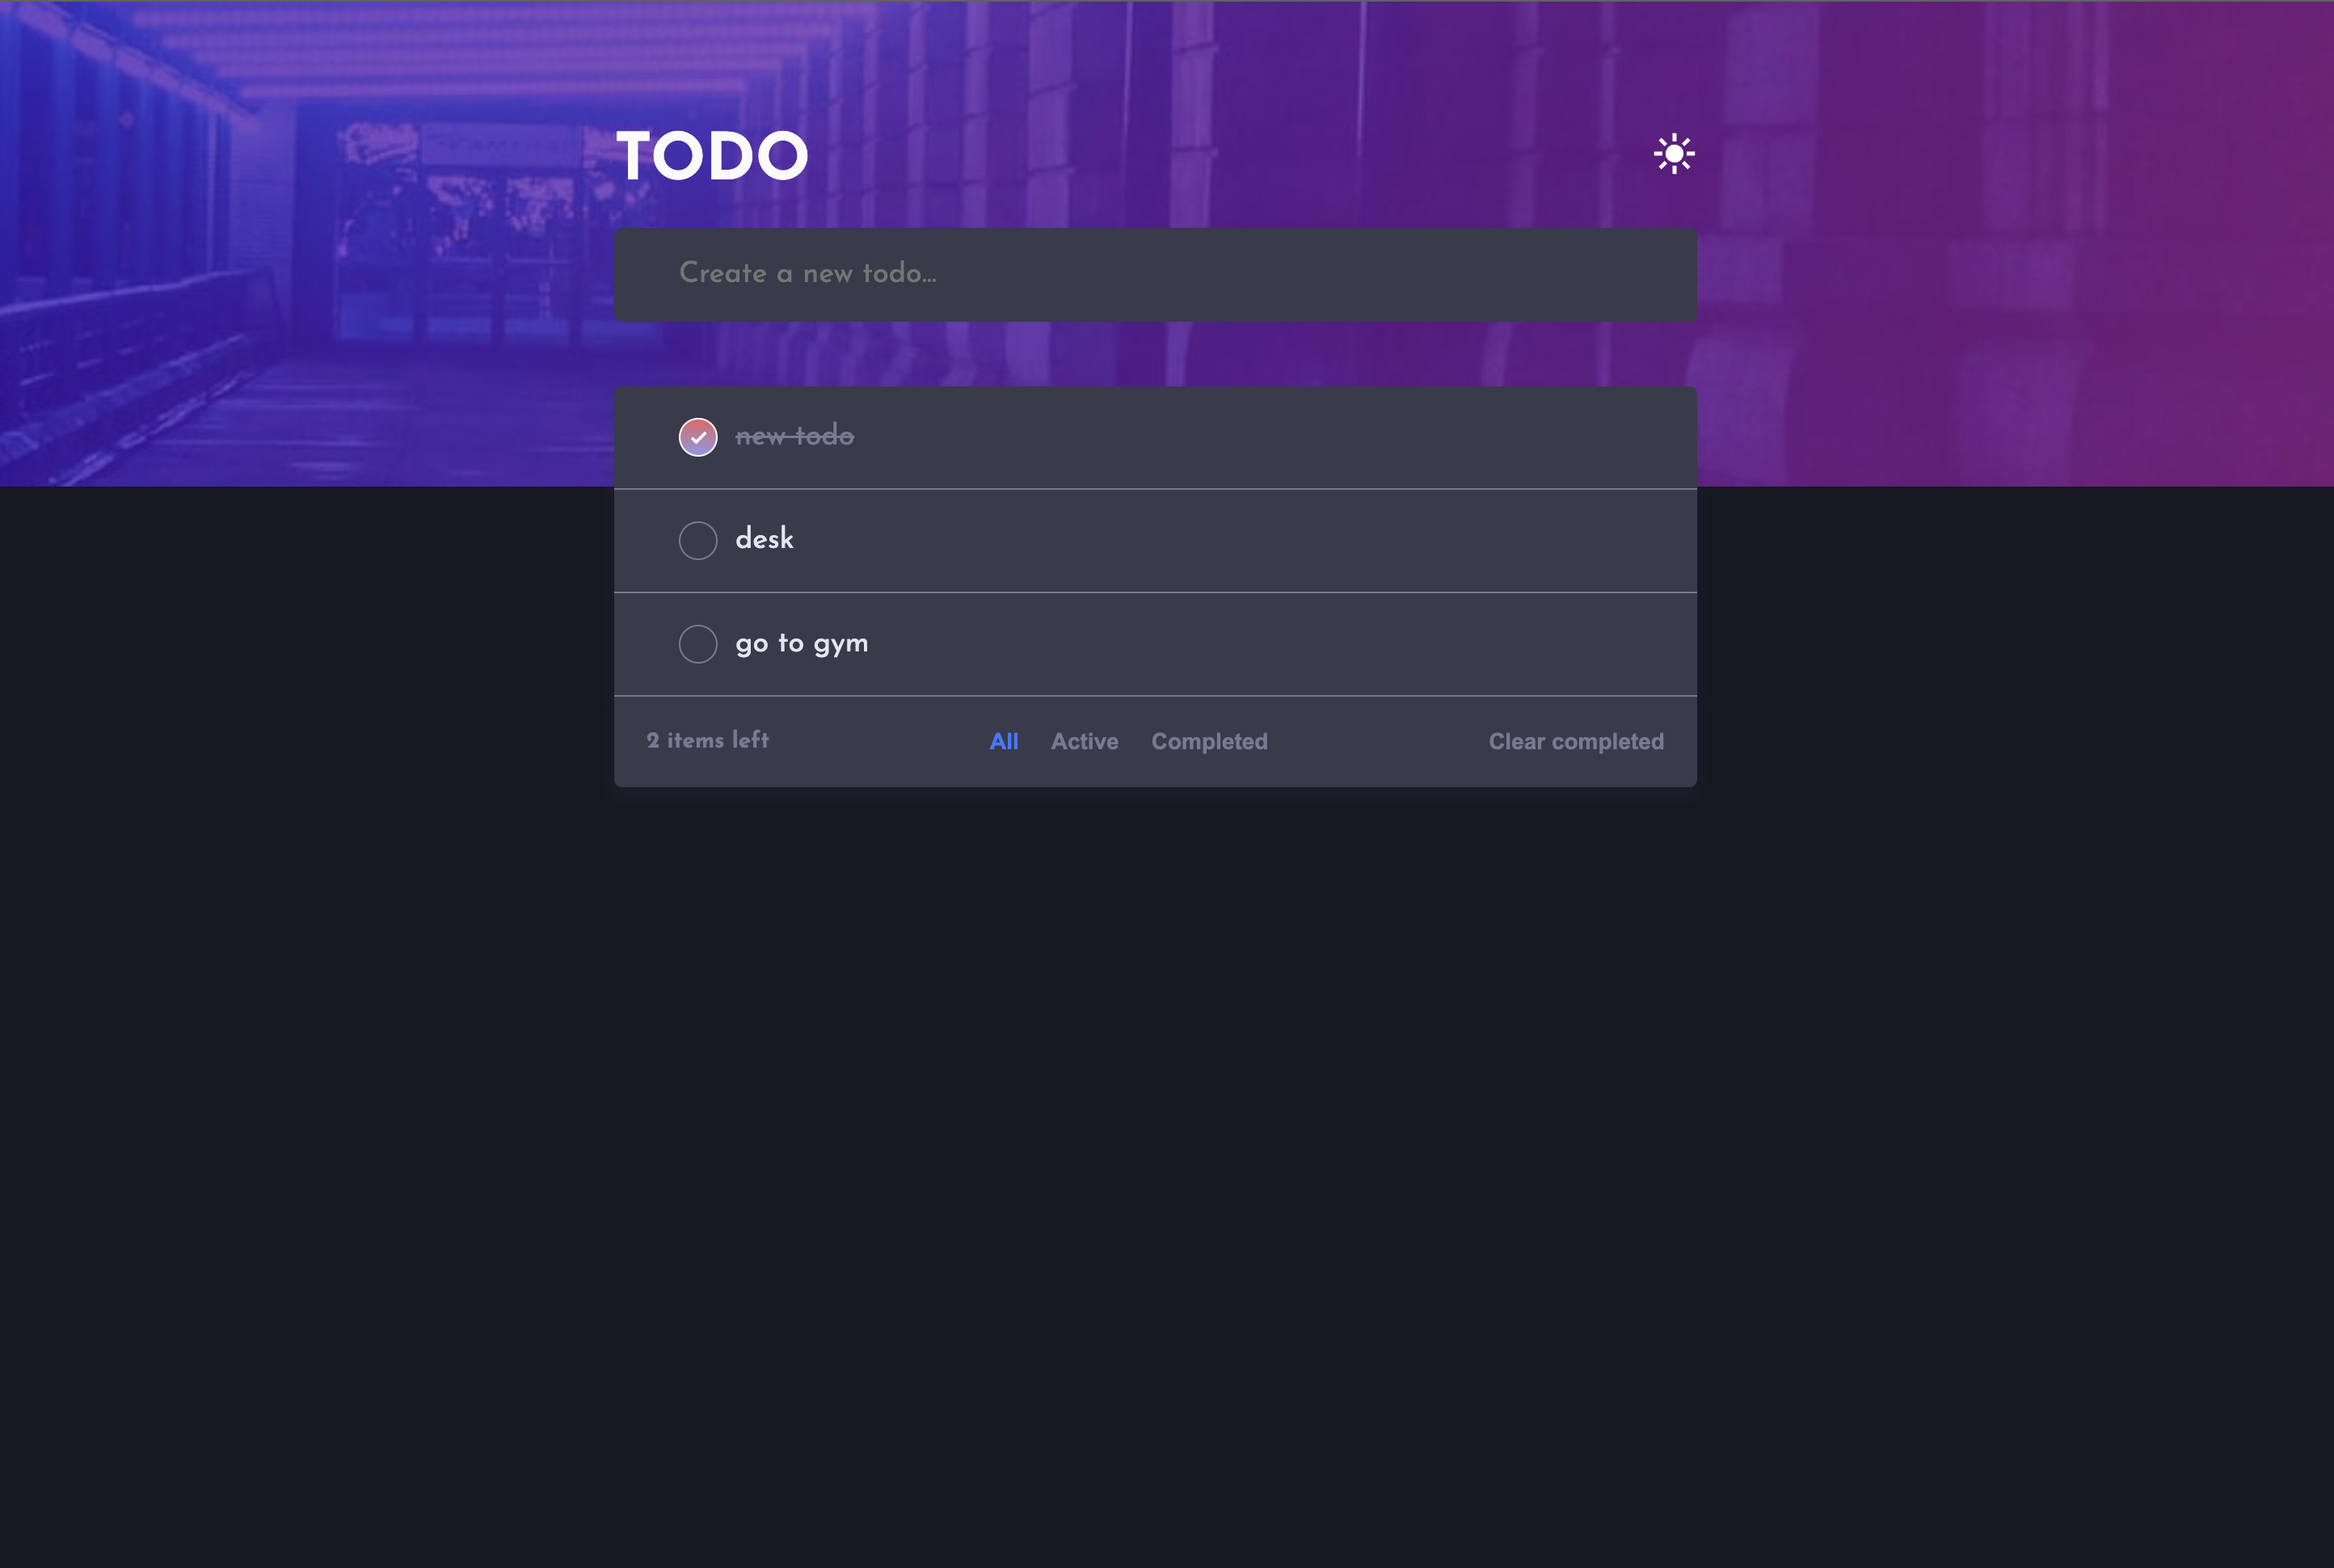 TODO
Create a new todo...
new todo
desk
go to gym
2 items left All Active Completed Clear completed